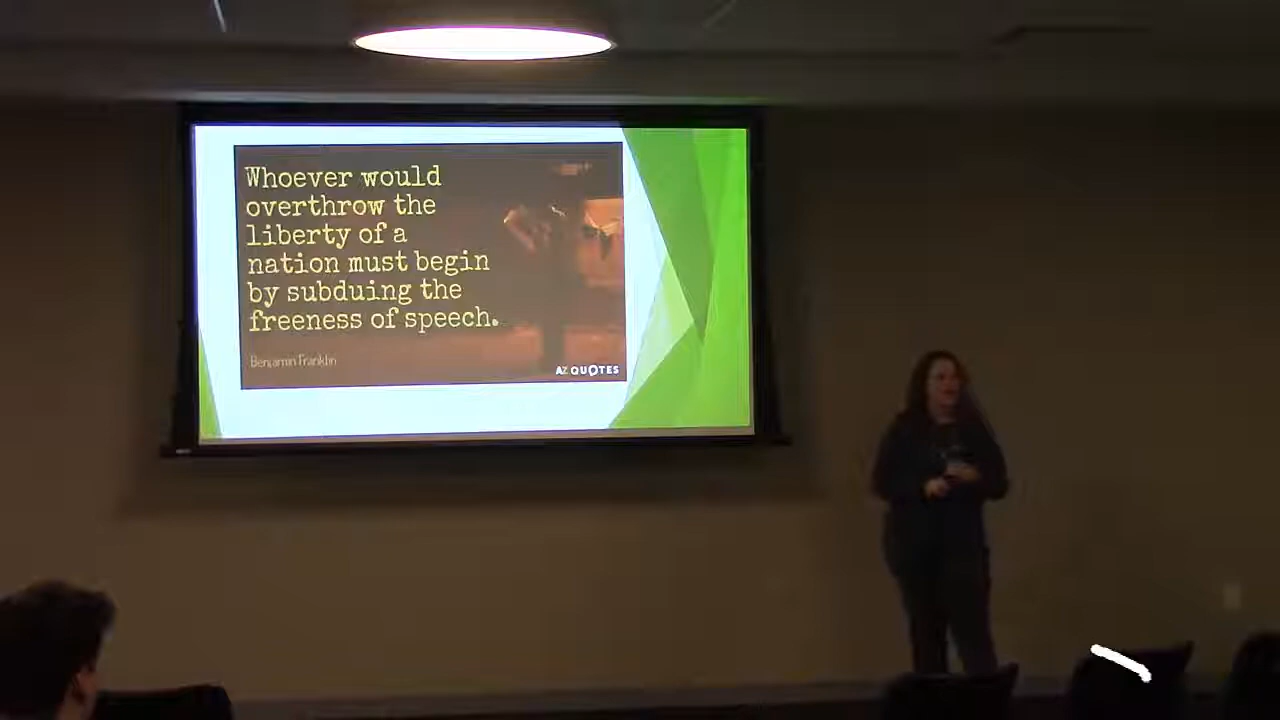 Whoever would
overthrow the
liberty of a
nation must begin
by subduing the
freeness of speech.
Benjamin Franklin
AZ QUOTES